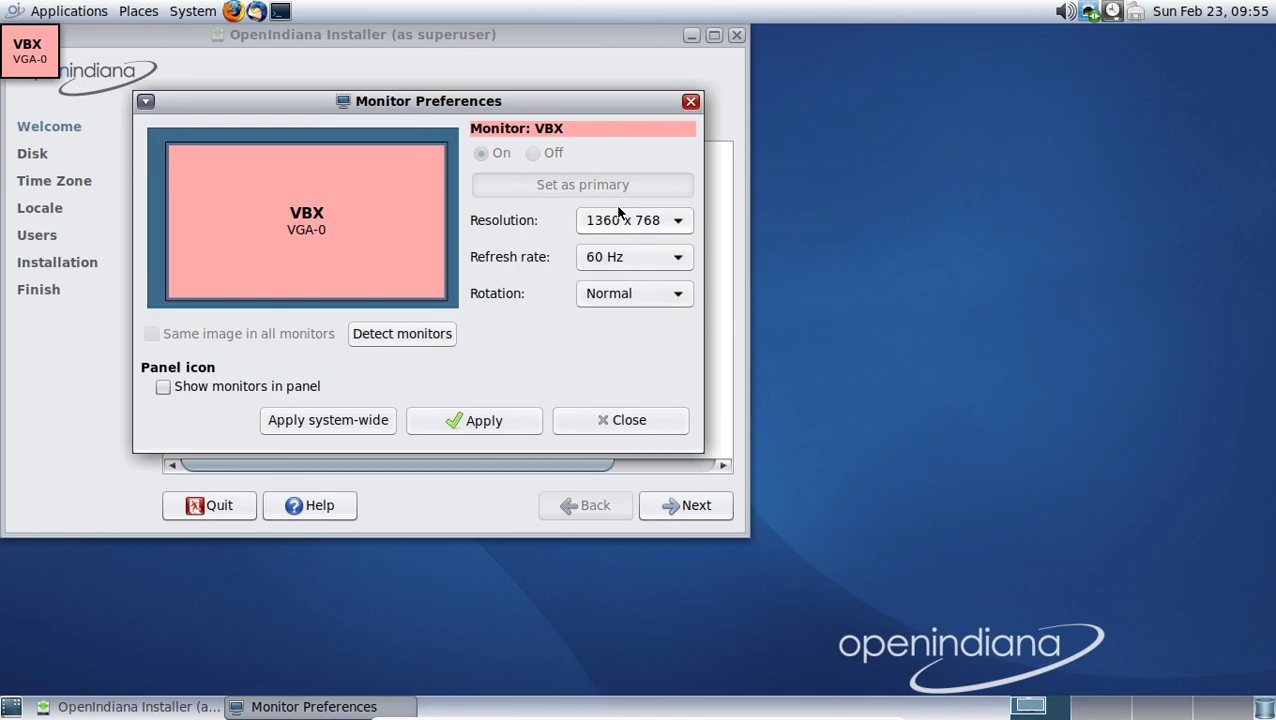 Applications Places System
Sun Feb 23, 09:55
VBX
VGA-0
OpenIndiana Installer (as superuser)
Monitor Preferences
Welcome
Disk
Time Zone
Locale
Users
Installation
Finish
VBX
VGA-0
Monitor: VBX
On Off
Set as primary
Resolution: 1360 x 768
Refresh rate: 60 Hz
Rotation: Normal
Same image in all monitors Detect monitors
Panel icon
Show monitors in panel
Apply system-wide Apply Close
Quit Help Back Next
openindiana
OpenIndiana Installer (a... Monitor Preferences